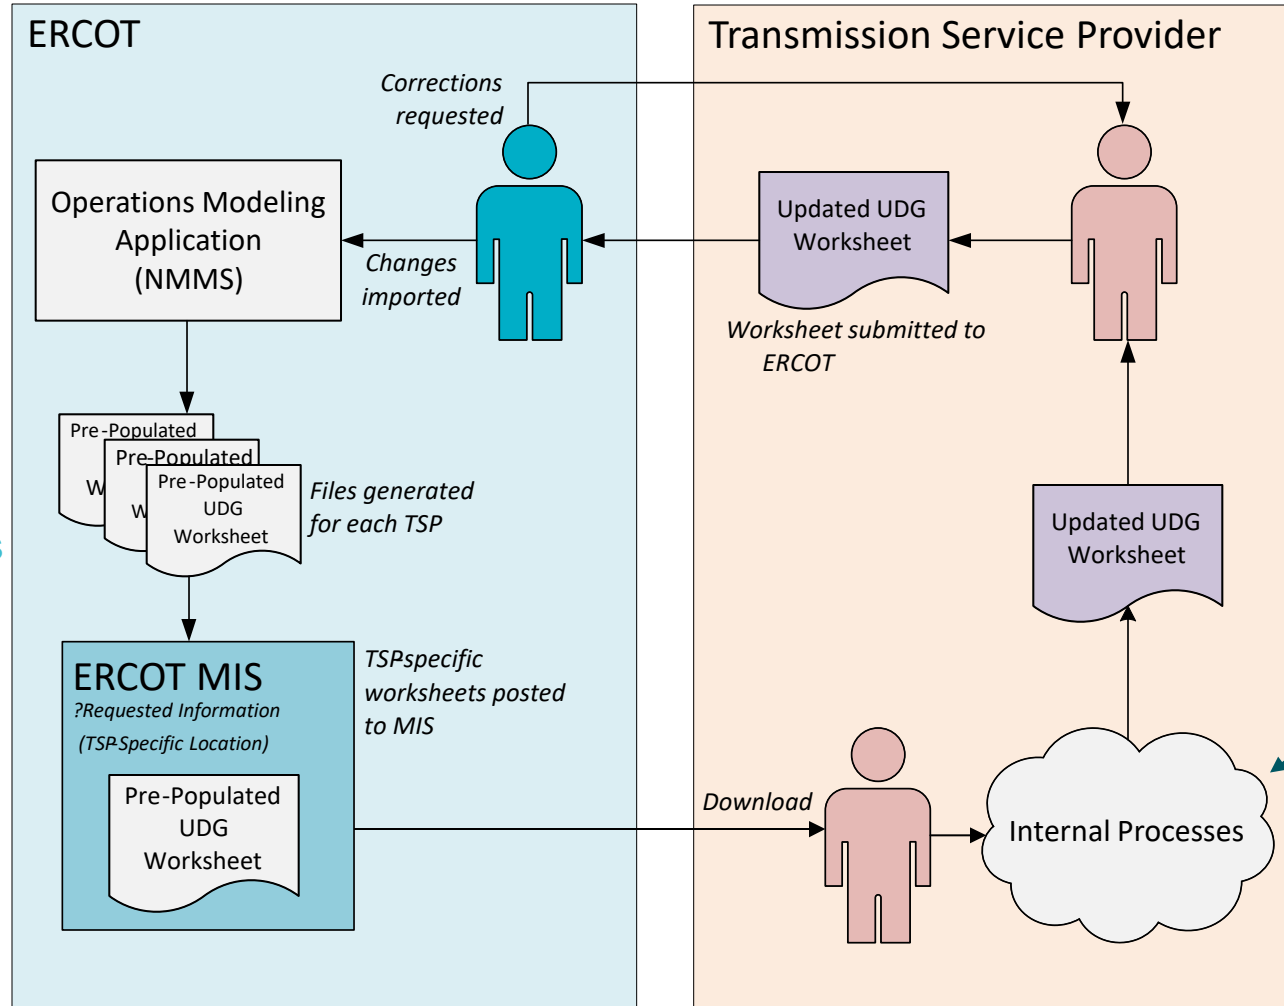 ERCOT
Transmission Service Provider
Corrections
requested
Operations Modeling
Application
(NMMS)
Changes
imported
Updated UDG
Worksheet
Worksheet submitted to
ERCOT
Pre-Populated
W
Pre-Populated
W
Pre-Populated
UDG
Worksheet
Files generated
for each TSP
s
Updated UDG
Worksheet
ERCOT MIS
?Requested Information
(TSP-Specific Location)
TSP-specific
worksheets posted
to MIS
Pre-Populated
UDG
Worksheet
Download
Internal Processes